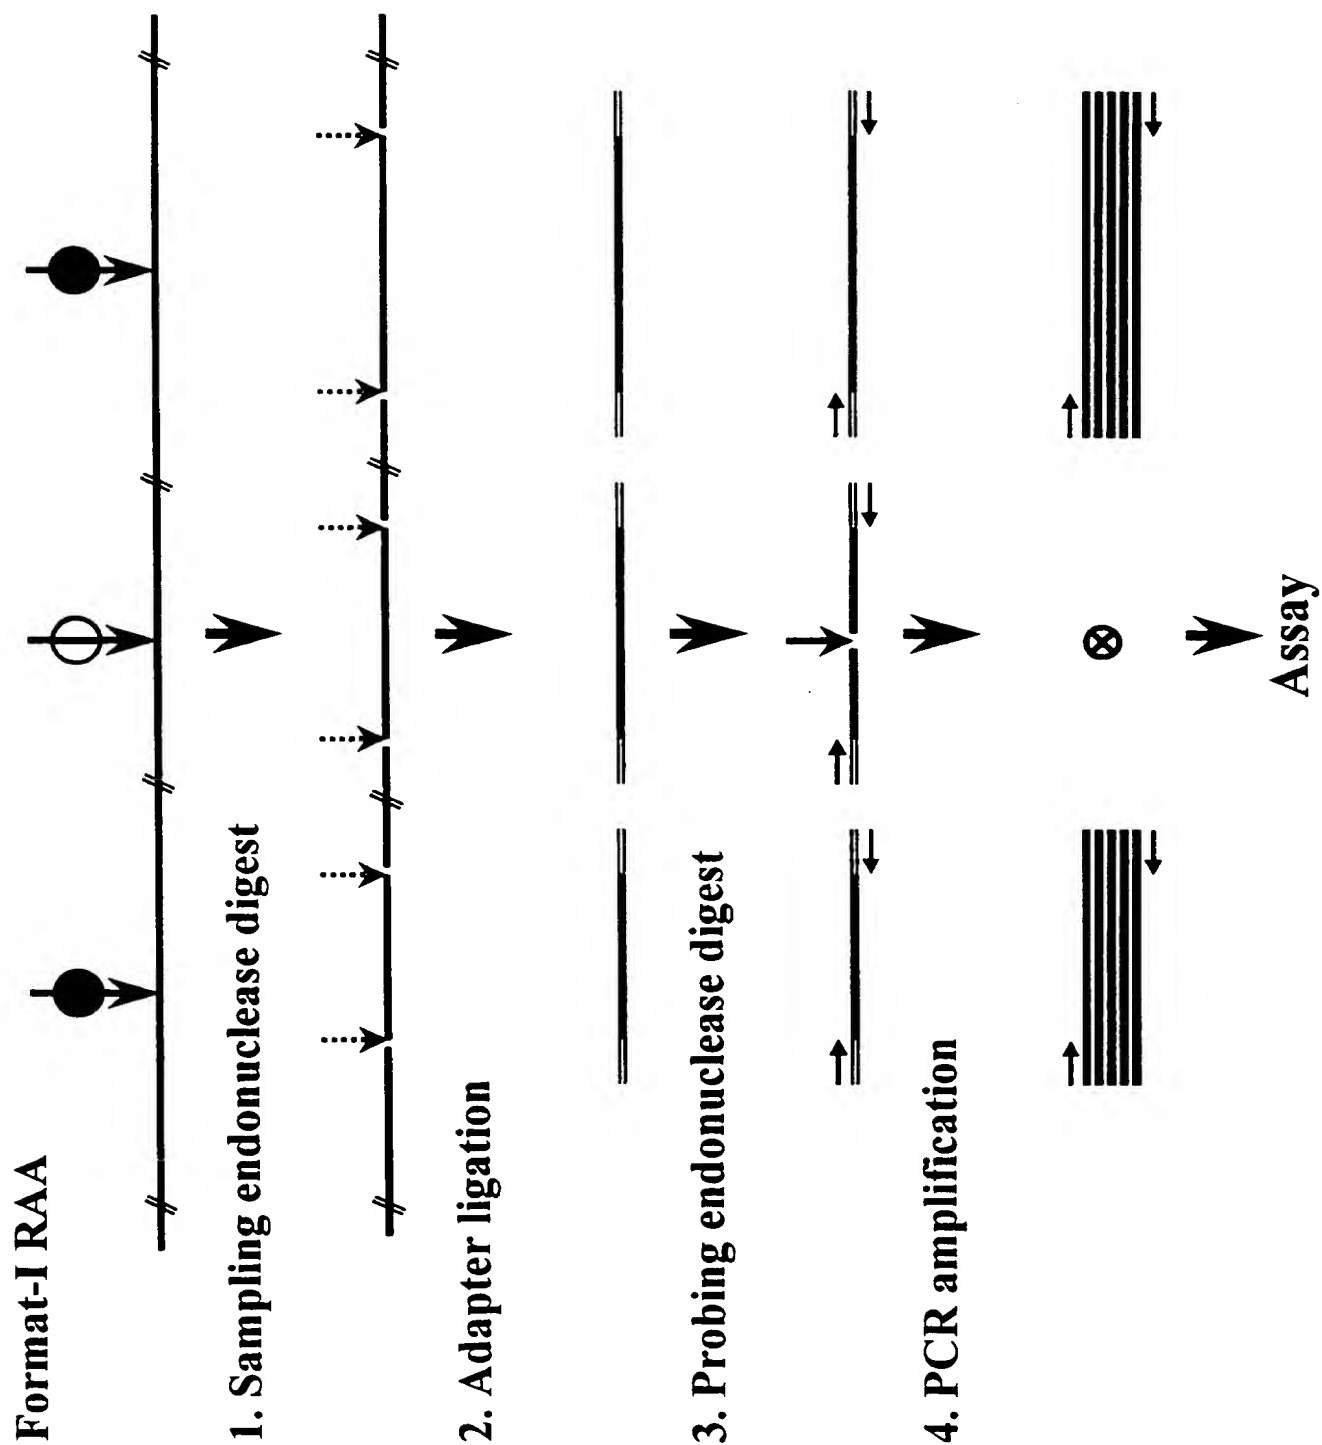 Format-I RAA
1. Sampling endonuclease digest
2. Adapter ligation
3. Probing endonuclease digest
4. PCR amplification
Assay